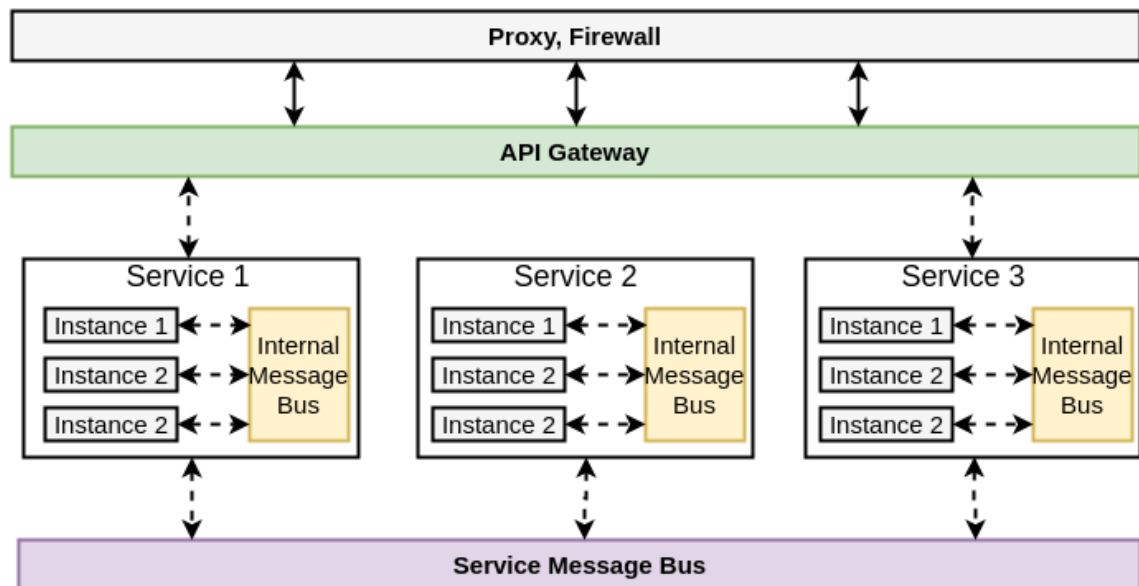 Proxy, Firewall
API Gateway
Service 1
Instance 1
Instance 2
Instance 2
Internal
Message
Bus
Service 2
Instance 1
Instance 2
Instance 2
Internal
Message
Bus
Service 3
Instance 1
Instance 2
Instance 2
Internal
Message
Bus
Service Message Bus